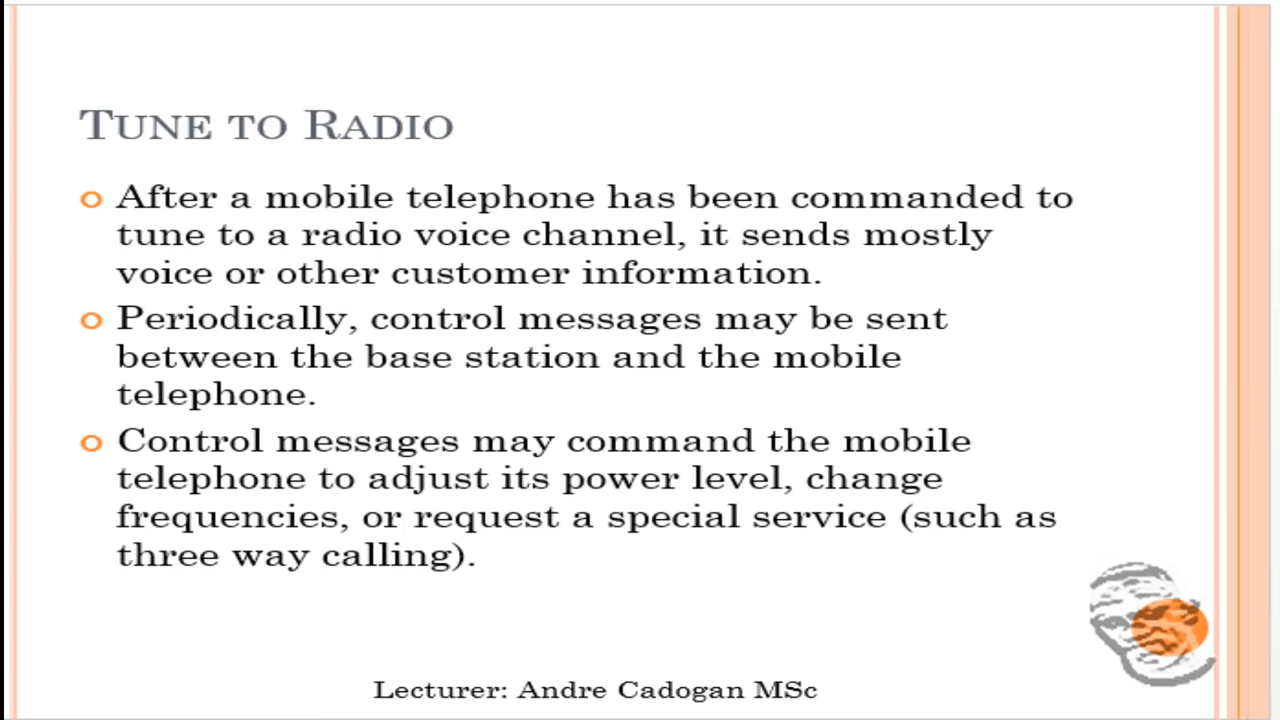 TUNE TO RADIO
After a mobile telephone has been commanded to
tune to a radio voice channel, it sends mostly
voice or other customer information.
Periodically, control messages may be sent
between the base station and the mobile
telephone.
Control messages may command the mobile
telephone to adjust its power level, change
frequencies, or request a special service (such as
three way calling).
Lecturer: Andre Cadogan MSc